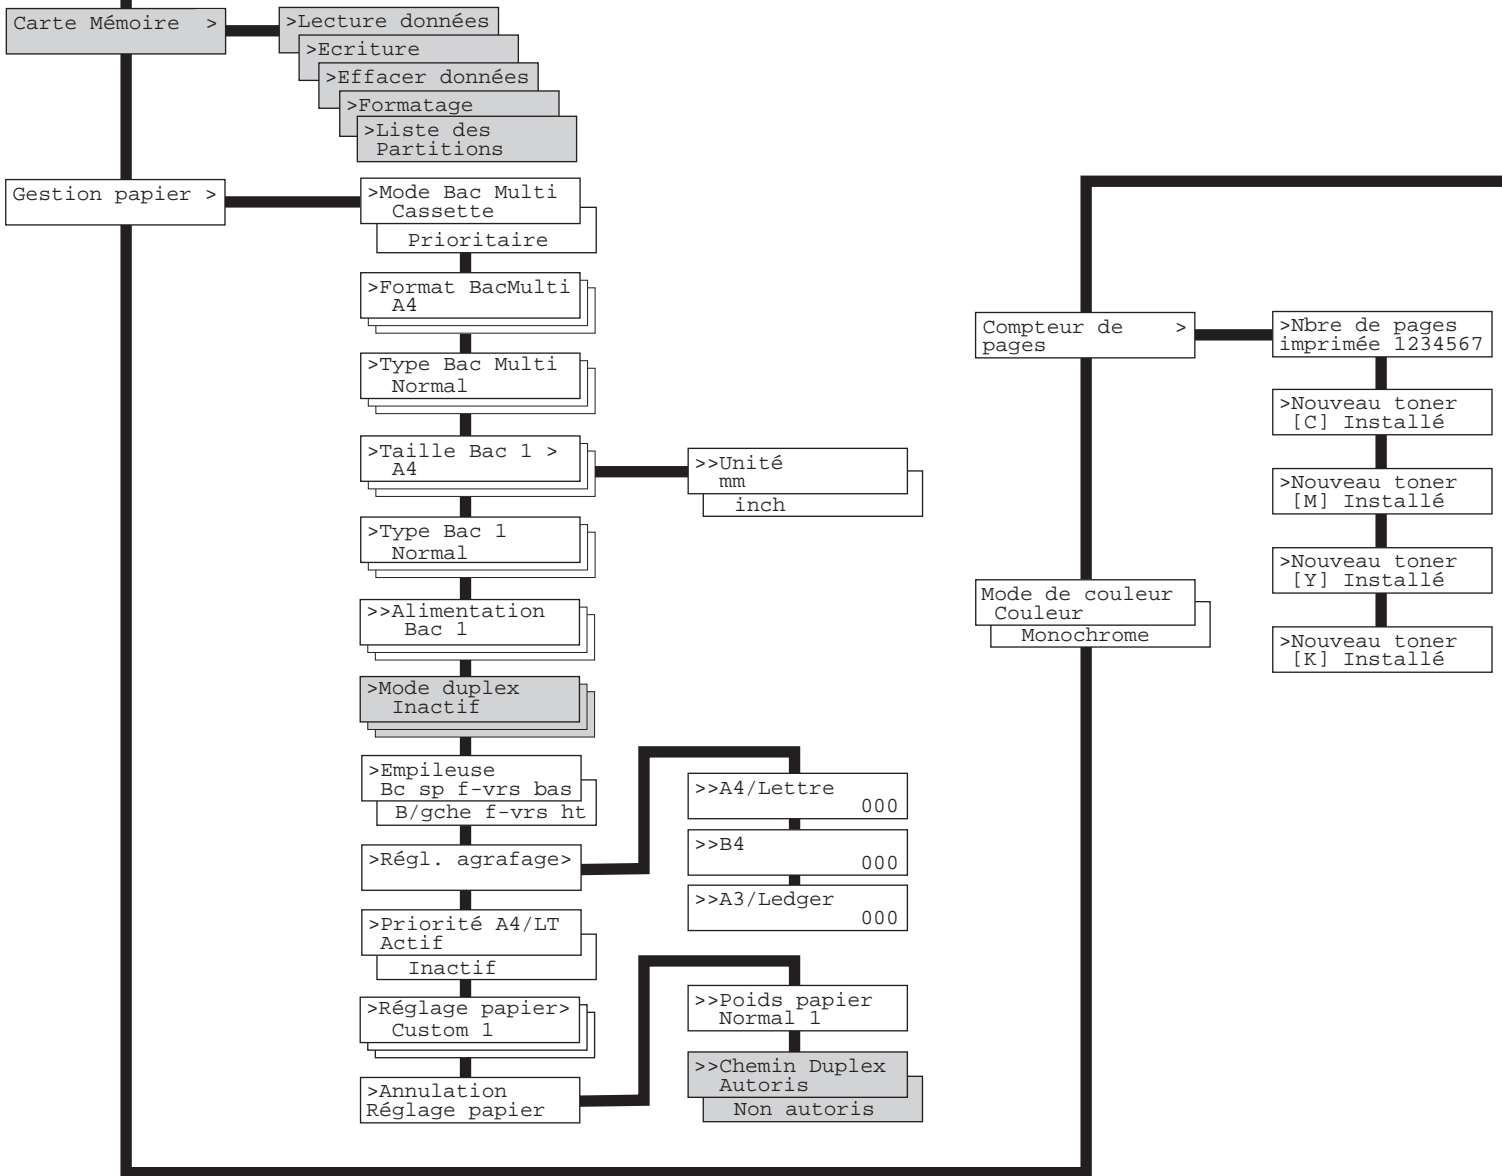 Carte Mémoire >
>Lecture données
>Ecriture
>Effacer données
>Formatage
>Liste des
Partitions
Gestion papier >
>Mode Bac Multi
Cassette
Prioritaire
>Format BacMulti
A4
>Type Bac Multi
Normal
>Taille Bac 1 >
A4
>>Unité
mm
inch
>Type Bac 1
Normal
>>Alimentation
Bac 1
>Mode duplex
Inactif
>Empileuse
Bc sp f-vrs bas
B/gche f-vrs ht
>Régl. agrafage>
>>A4/Lettre
000
>>B4
000
>>A3/Ledger
000
>Priorité A4/LT
Actif
Inactif
>Réglage papier>
Custom 1
>Annulation
Réglage papier
>>Poids papier
Normal 1
>>Chemin Duplex
Autoris
Non autoris
Compteur de >
pages
>Nbre de pages
imprimée 1234567
>Nouveau toner
[C] Installé
>Nouveau toner
[M] Installé
>Nouveau toner
[Y] Installé
>Nouveau toner
[K] Installé
Mode de couleur
Couleur
Monochrome